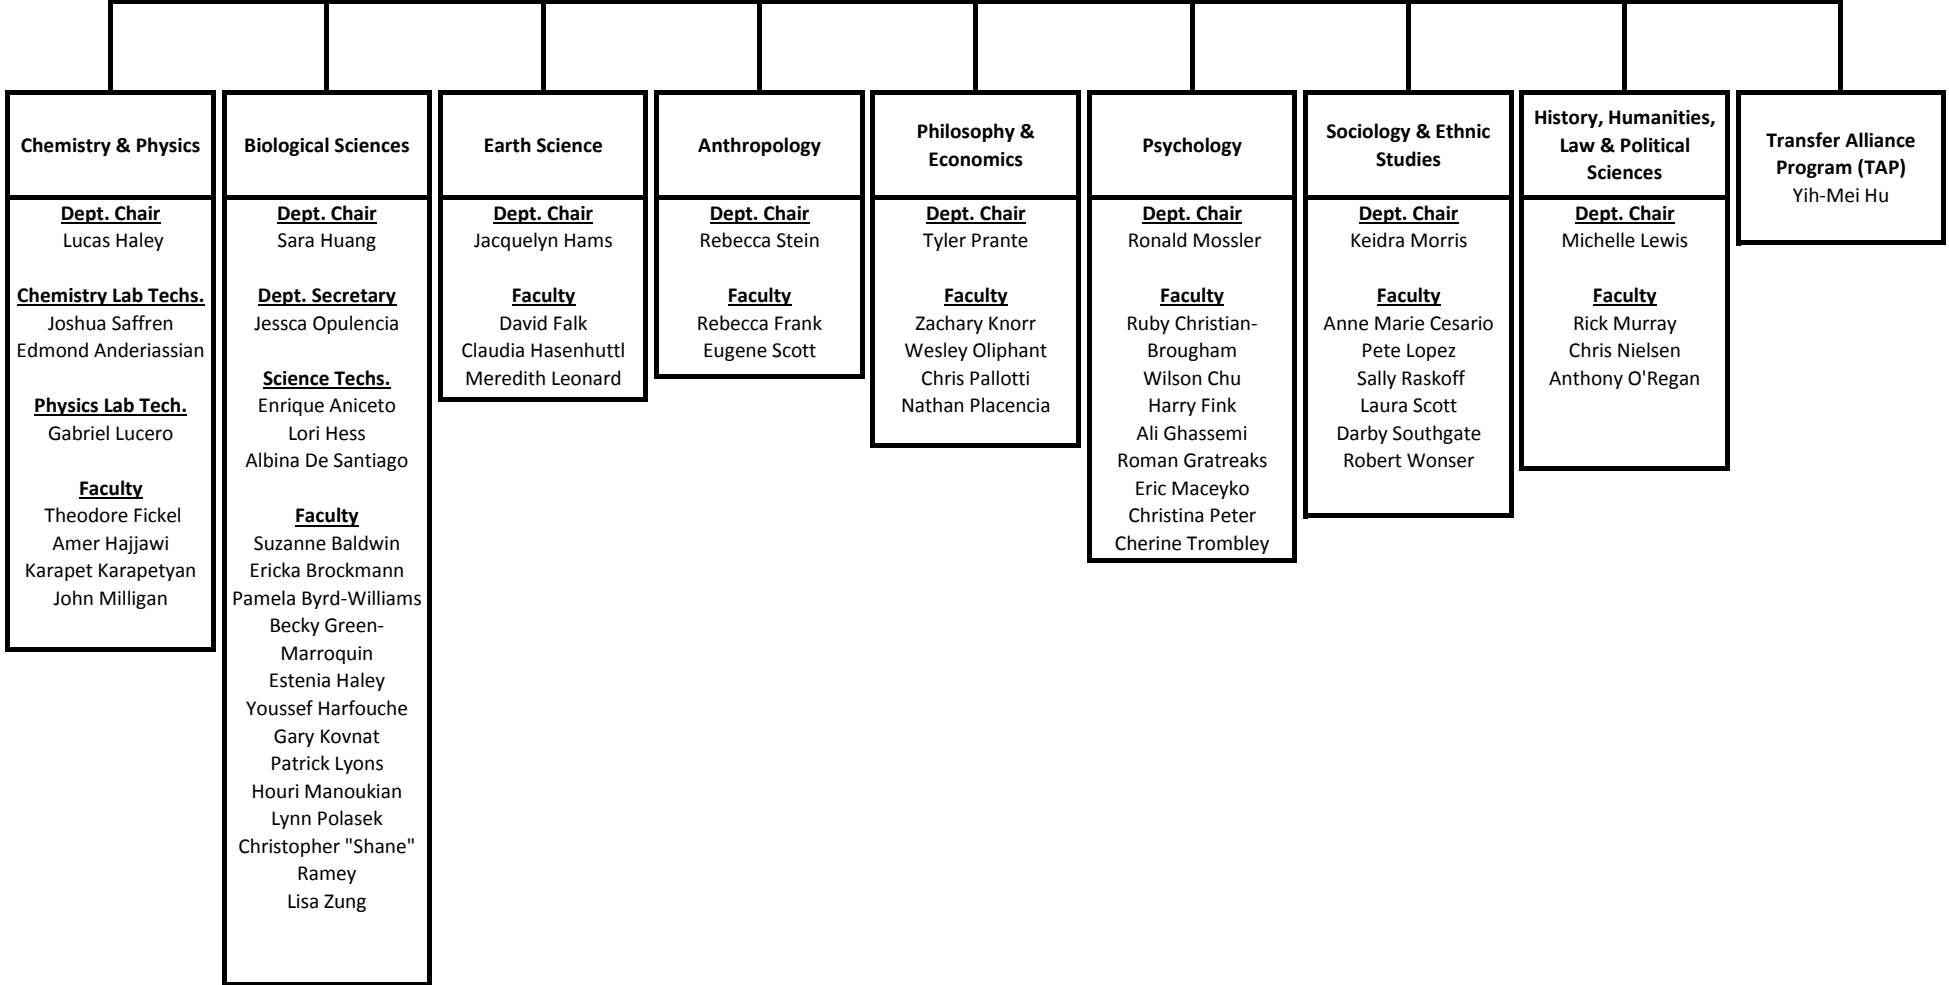 Chemistry & Physics
Dept. Chair
Lucas Haley
Chemistry Lab Techs.
Joshua Saffren
Edmond Anderiassian
Physics Lab Tech.
Gabriel Lucero
Faculty
Theodore Fickel
Amer Hajjawi
Karapet Karapetyan
John Milligan
Biological Sciences
Dept. Chair
Sara Huang
Dept. Secretary
Jessca Opulencia
Science Techs.
Enrique Aniceto
Lori Hess
Albina De Santiago
Faculty
Suzanne Baldwin
Ericka Brockmann
Pamela Byrd-Williams
Becky Green-
Marroquin
Estenia Haley
Youssef Harfouche
Gary Kovnat
Patrick Lyons
Houri Manoukian
Lynn Polasek
Christopher "Shane"
Ramey
Lisa Zung
Earth Science
Dept. Chair
Jacquelyn Hams
Faculty
David Falk
Claudia Hasenhuttl
Meredith Leonard
Anthropology
Dept. Chair
Rebecca Stein
Faculty
Rebecca Frank
Eugene Scott
Philosophy &
Economics
Dept. Chair
Tyler Prante
Faculty
Zachary Knorr
Wesley Oliphant
Chris Pallotti
Nathan Placencia
Psychology
Dept. Chair
Ronald Mossler
Faculty
Ruby Christian-
Brougham
Wilson Chu
Harry Fink
Ali Ghassemi
Roman Gratreaks
Eric Maceyko
Christina Peter
Cherine Trombley
Sociology & Ethnic
Studies
Dept. Chair
Keidra Morris
Faculty
Anne Marie Cesario
Pete Lopez
Sally Raskoff
Laura Scott
Darby Southgate
Robert Wonser
History, Humanities,
Law & Political
Sciences
Dept. Chair
Michelle Lewis
Faculty
Rick Murray
Chris Nielsen
Anthony O'Regan
Transfer Alliance
Program (TAP)
Yih-Mei Hu